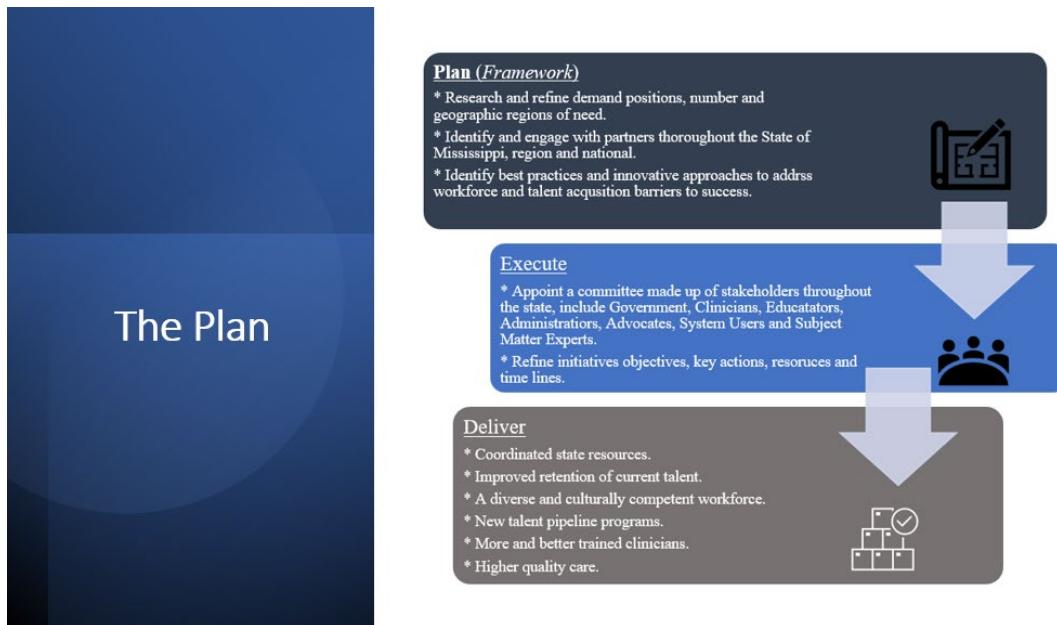 The Plan
Plan (Framework)
* Research and refine demand positions, number and
geographic regions of need.
* Identify and engage with partners thoroughout the State of
Mississippi, region and national.
* Identify best practices and innovative approaches to addrss
workforce and talent acqusition barriers to success.
Execute
* Appoint a committee made up of stakeholders throughout
the state, include Government, Clinicians, Educatators,
Administratiors, Advocates, System Users and Subject
Matter Experts.
* Refine initiatives objectives, key actions, resoruces and
time lines.
Deliver
* Coordinated state resources.
* Improved retention of current talent.
* A diverse and culturally competent workforce.
* New talent pipeline programs.
* More and better trained clinicians.
* Higher quality care.